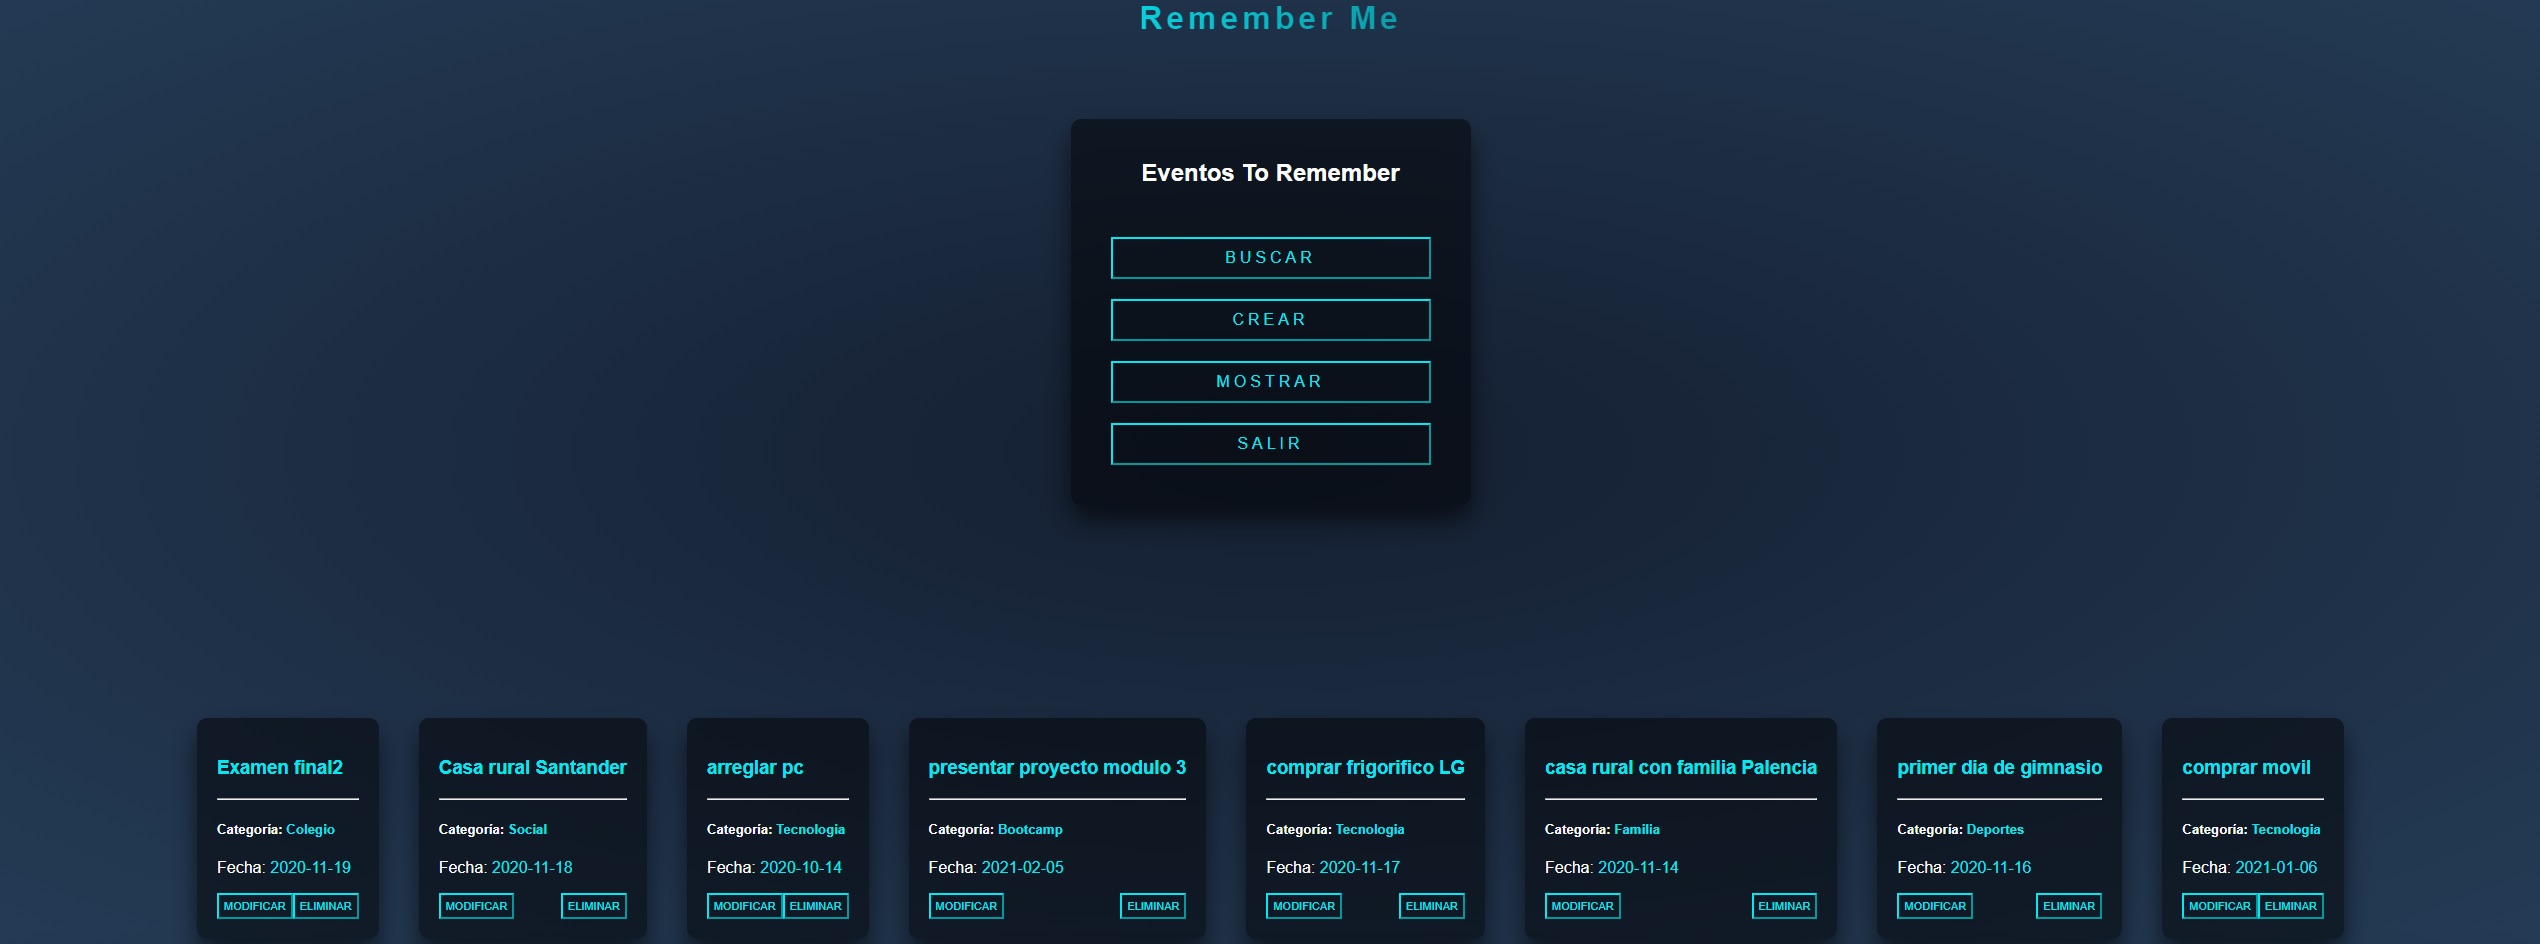 Remember Me
Eventos To Remember
BUSCAR
CREAR
MOSTRAR
SALIR
Examen final2
Categoría: Colegio
Fecha: 2020-11-19
MODIFICAR ELIMINAR
Casa rural Santander
Categoría: Social
Fecha: 2020-11-18
MODIFICAR ELIMINAR
arreglar pc
Categoría: Tecnologia
Fecha: 2020-10-14
MODIFICAR ELIMINAR
presentar proyecto modulo 3
Categoría: Bootcamp
Fecha: 2021-02-05
MODIFICAR ELIMINAR
comprar frigorifico LG
Categoría: Tecnologia
Fecha: 2020-11-17
MODIFICAR ELIMINAR
casa rural con familia Palencia
Categoría: Familia
Fecha: 2020-11-14
MODIFICAR ELIMINAR
primer dia de gimnasio
Categoría: Deportes
Fecha: 2020-11-16
MODIFICAR ELIMINAR
comprar movil
Categoría: Tecnologia
Fecha: 2021-01-06
MODIFICAR ELIMINAR